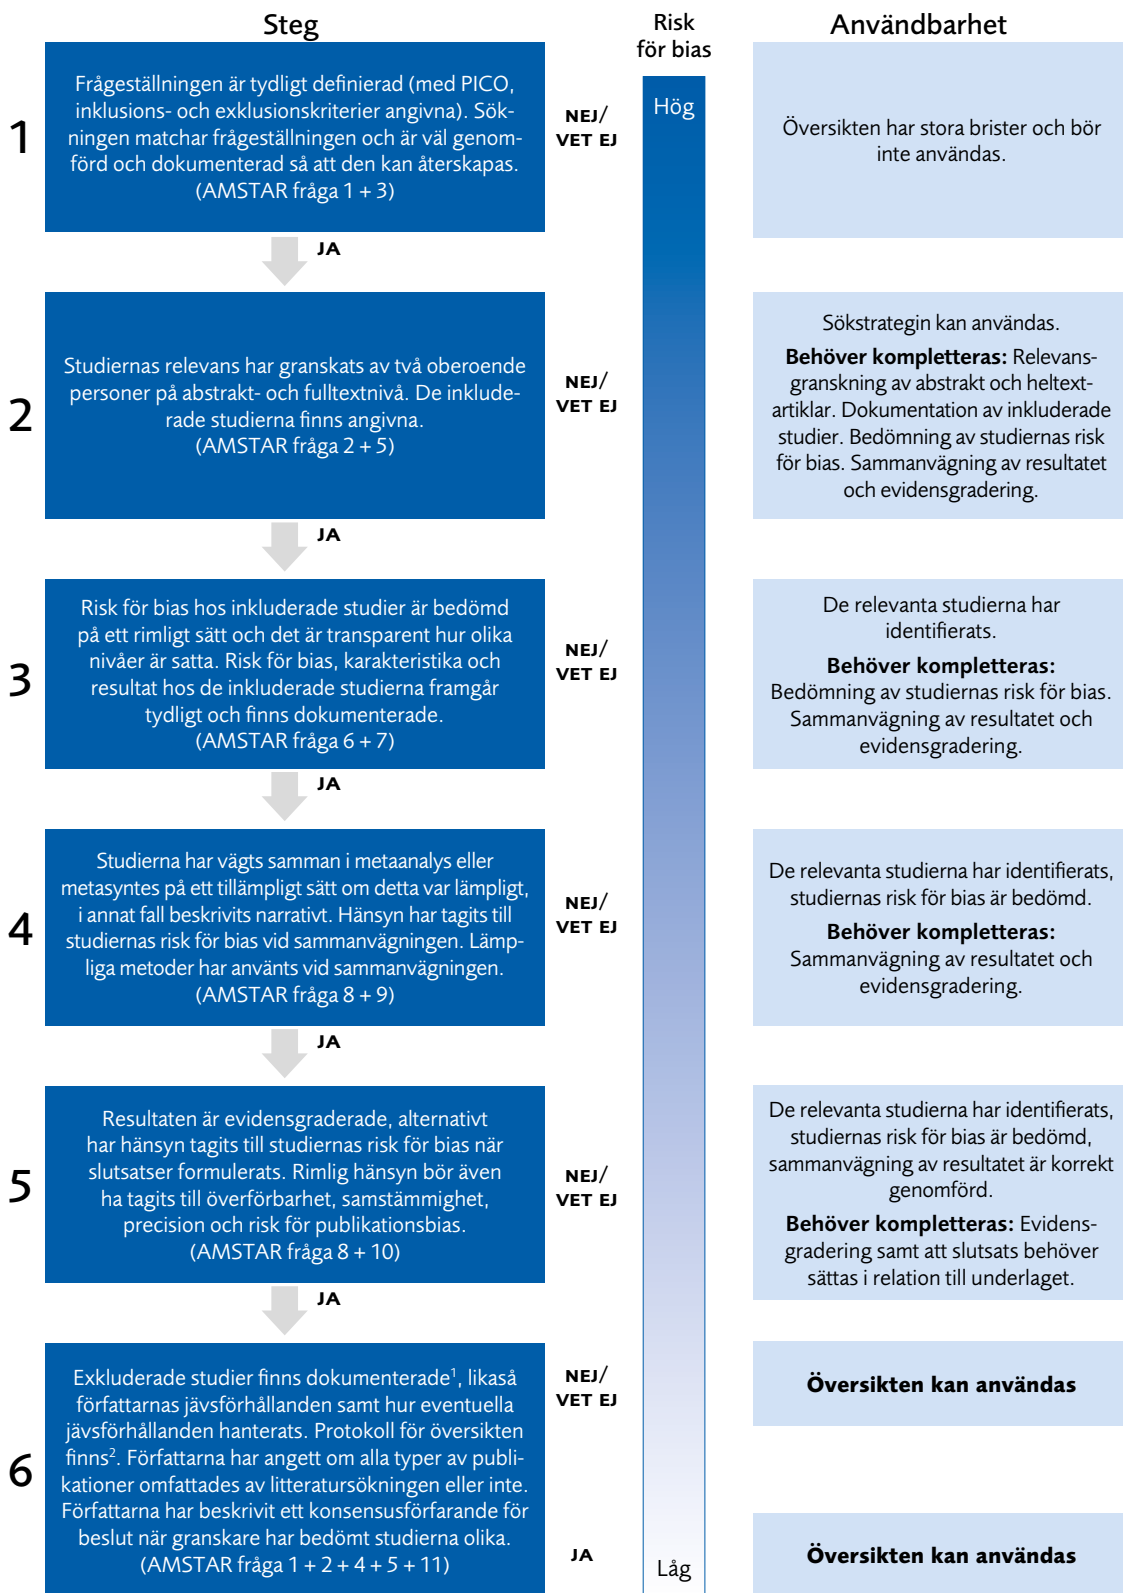 Steg
Risk
för bias
Användbarhet
1
Frågeställningen är tydligt definierad (med PICO,
inklusions- och exklusionskriterier angivna). Sök-
ningen matchar frågeställningen och är väl genom-
förd och dokumenterad så att den kan återskapas.
(AMSTAR fråga 1 + 3)
NEJ/
VET EJ
Hög
Översikten har stora brister och bör
inte användas.
JA
2
Studiernas relevans har granskats av två oberoende
personer på abstrakt- och fulltextnivå. De inklude-
rade studierna finns angivna.
(AMSTAR fråga 2 + 5)
NEJ/
VET EJ
Sökstrategin kan användas.
Behöver kompletteras: Relevans-
granskning av abstrakt och heltext-
artiklar. Dokumentation av inkluderade
studier. Bedömning av studiernas risk
för bias. Sammanvägning av resultatet
och evidensgradering.
JA
3
Risk för bias hos inkluderade studier är bedömd
på ett rimligt sätt och det är transparent hur olika
nivåer är satta. Risk för bias, karakteristika och
resultat hos de inkluderade studierna framgår
tydligt och finns dokumenterade.
(AMSTAR fråga 6 + 7)
NEJ/
VET EJ
De relevanta studierna har
identifierats.
Behöver kompletteras:
Bedömning av studiernas risk för bias.
Sammanvägning av resultatet och
evidensgradering.
JA
4
Studierna har vägts samman i metaanalys eller
metasyntes på ett tillämpligt sätt om detta var lämpligt,
i annat fall beskrivits narrativt. Hänsyn har tagits till
studiernas risk för bias vid sammanvägningen. Lämp-
liga metoder har använts vid sammanvägningen.
(AMSTAR fråga 8 + 9)
NEJ/
VET EJ
De relevanta studierna har identifierats,
studiernas risk för bias är bedömd.
Behöver kompletteras:
Sammanvägning av resultatet och
evidensgradering.
JA
5
Resultaten är evidensgraderade, alternativt
har hänsyn tagits till studiernas risk för bias när
slutsatser formulerats. Rimlig hänsyn bör även
ha tagits till överförbarhet, samstämmighet,
precision och risk för publikationsbias.
(AMSTAR fråga 8 + 10)
NEJ/
VET EJ
De relevanta studierna har identifierats,
studiernas risk för bias är bedömd,
sammanvägning av resultatet är korrekt
genomförd.
Behöver kompletteras: Evidens-
gradering samt att slutsats behöver
sättas i relation till underlaget.
JA
6
Exkluderade studier finns dokumenterade¹, likaså
författarnas jävsförhållanden samt hur eventuella
jävsförhållanden hanterats. Protokoll för översikten
finns². Författarna har angett om alla typer av publi-
kationer omfattades av litteratursökningen eller inte.
Författarna har beskrivit ett konsensusförfarande för
beslut när granskare har bedömt studierna olika.
(AMSTAR fråga 1 + 2 + 4 + 5 + 11)
NEJ/
VET EJ
Översikten kan användas
JA
Låg
Översikten kan användas